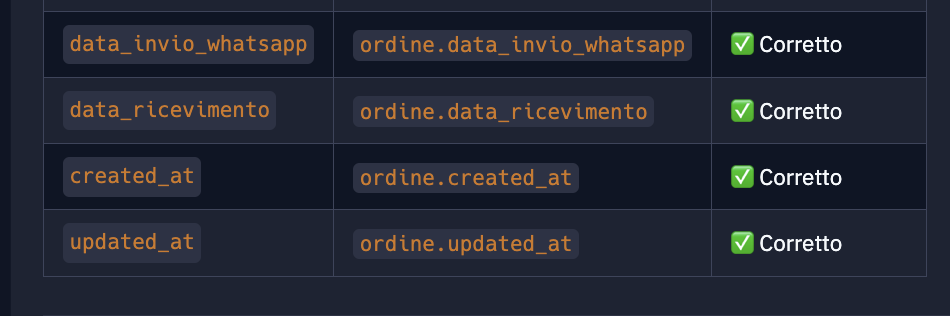 data_invio_whatsapp ordine.data_invio_whatsapp ✅ Corretto
data_ricevimento ordine.data_ricevimento ✅ Corretto
created_at ordine.created_at ✅ Corretto
updated_at ordine.updated_at ✅ Corretto